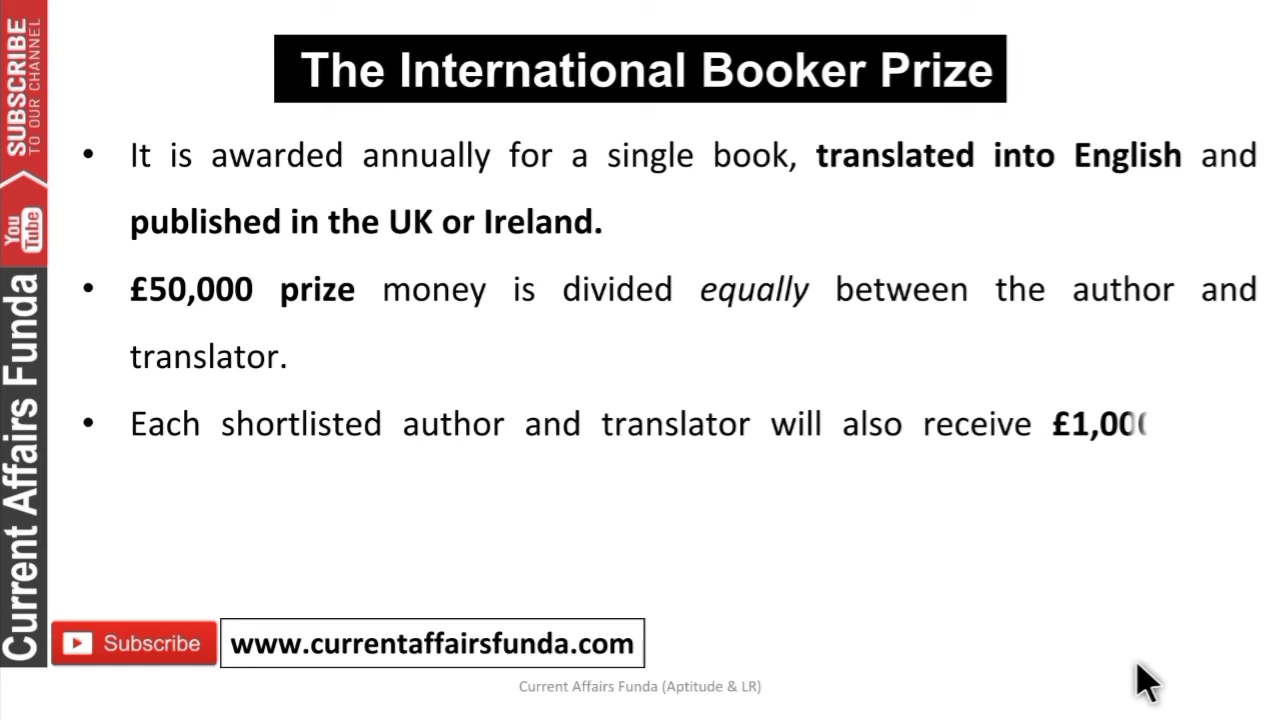 The International Booker Prize
• It is awarded annually for a single book, translated into English and
published in the UK or Ireland.
• £50,000 prize money is divided equally between the author and
translator.
• Each shortlisted author and translator will also receive £1,000
SUBSCRIBE
TO OUR CHANNEL
You
Tube
Current Affairs Funda
Subscribe
www.currentaffairsfunda.com
Current Affairs Funda (Aptitude & LR)